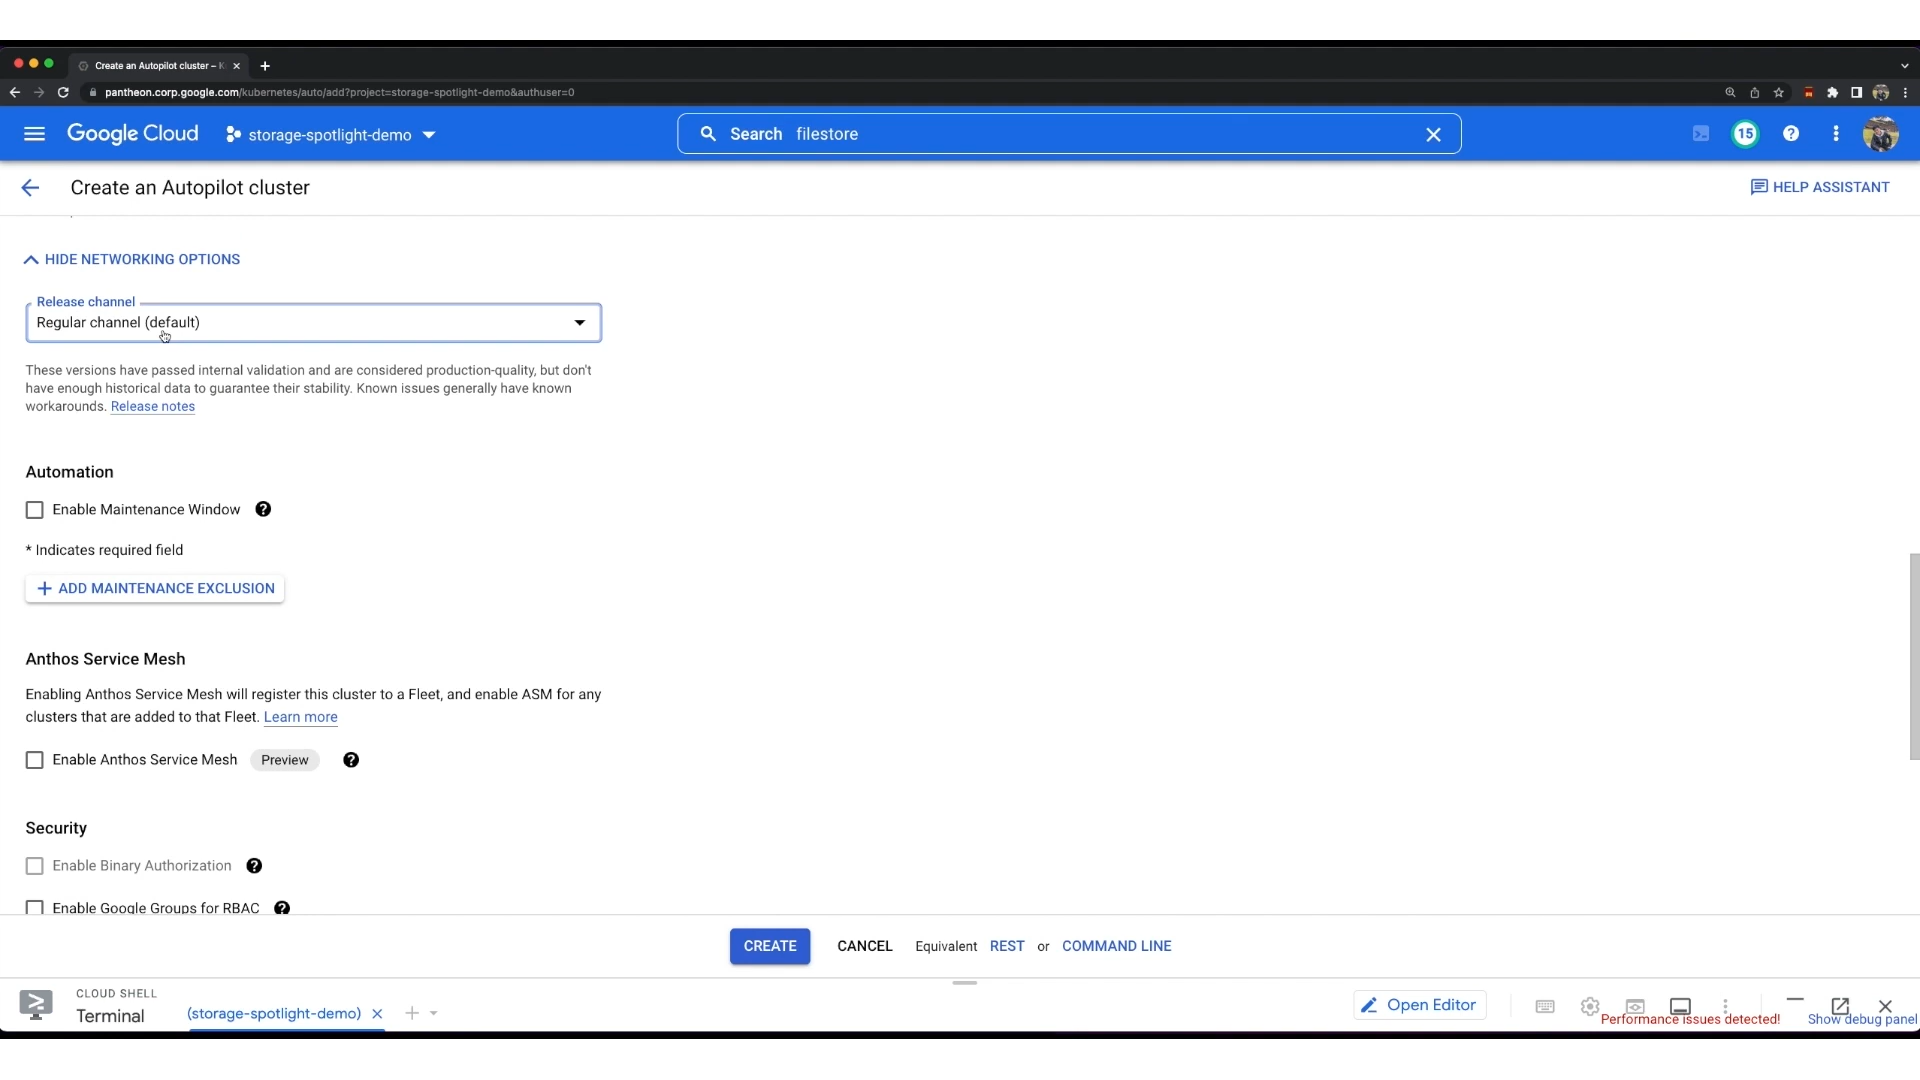 Create an Autopilot cluster – K
pantheon.corp.google.com/kubernetes/auto/add?project=storage-spotlight-demo&authuser=0
Google Cloud
storage-spotlight-demo
Search filestore
15
Create an Autopilot cluster
HELP ASSISTANT
HIDE NETWORKING OPTIONS
Release channel
Regular channel (default)
These versions have passed internal validation and are considered production-quality, but don't
have enough historical data to guarantee their stability. Known issues generally have known
workarounds. Release notes
Automation
Enable Maintenance Window
* Indicates required field
ADD MAINTENANCE EXCLUSION
Anthos Service Mesh
Enabling Anthos Service Mesh will register this cluster to a Fleet, and enable ASM for any
clusters that are added to that Fleet. Learn more
Enable Anthos Service Mesh Preview
Security
Enable Binary Authorization
Enable Google Groups for RBAC
CREATE CANCEL Equivalent REST or COMMAND LINE
CLOUD SHELL
Terminal
(storage-spotlight-demo)
Open Editor
Performance issues detected!
Show debug panel